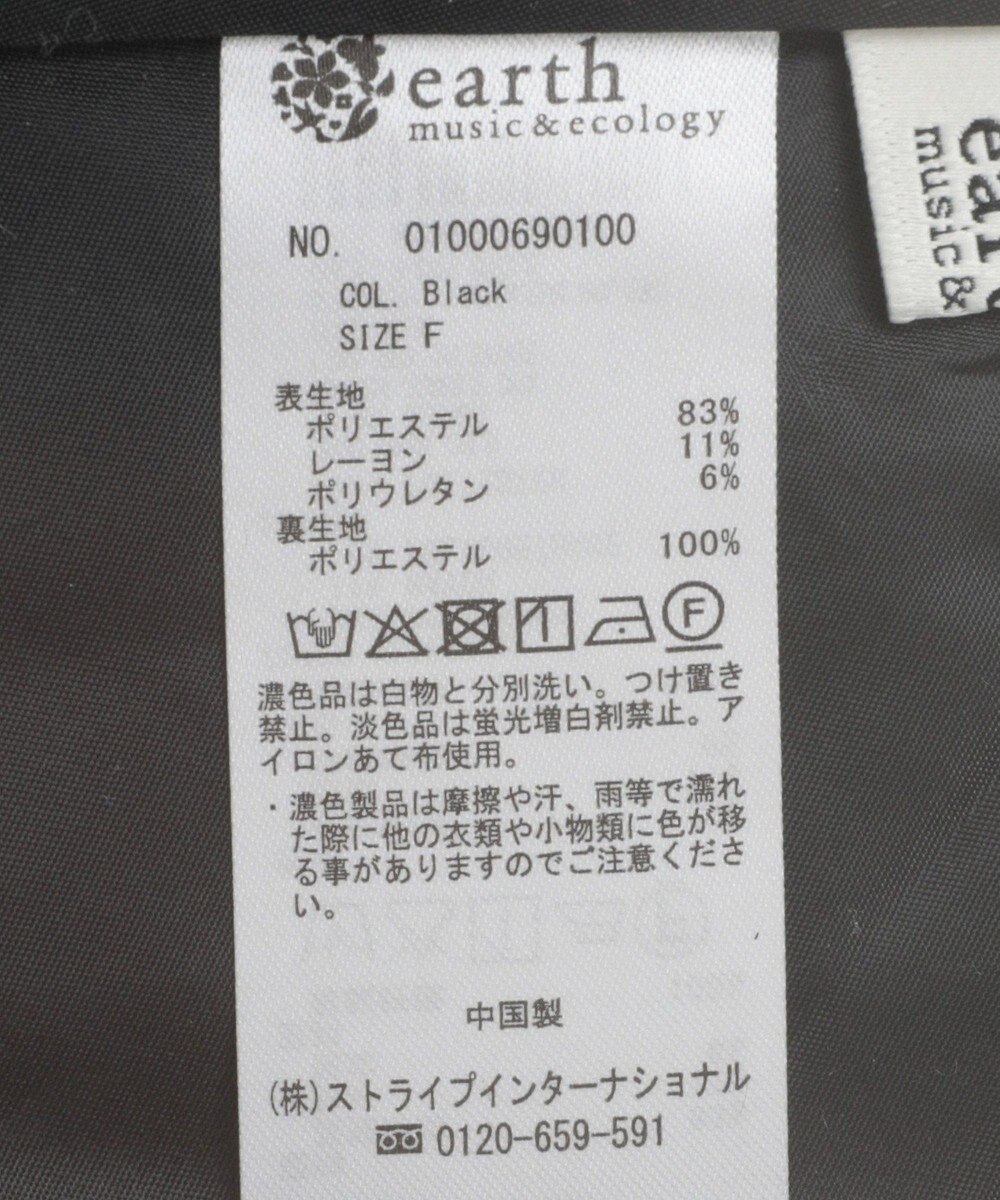 earth
music&ecology
NO. 01000690100
COL. Black
SIZE F
表生地
ポリエステル 83%
レーヨン 11%
ポリウレタン 6%
裏生地
ポリエステル 100%
F
濃色品は白物と分別洗い。つけ置き
禁止。淡色品は蛍光増白剤禁止。ア
イロンあて布使用。
・濃色製品は摩擦や汗、雨等で濡れ
た際に他の衣類や小物類に色が移
る事がありますのでご注意くださ
い。
中国製
(株)ストライプインターナショナル
0120-659-591
music&